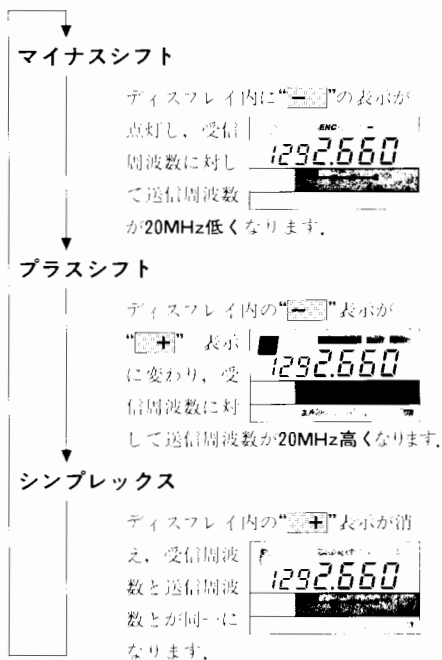 マイナスシフト
ディスプレイ内に“−”の表示が
点灯し，受信
周波数に対し
て送信周波数
が20MHz低くなります．
ENC −
1292.660
プラスシフト
ディスプレイ内の“−”表示が
“+” 表示
に変わり，受
信周波数に対
して送信周波数が20MHz高くなります．
1292.660
シンプレックス
ディスプレイ内の“+”表示が消
え，受信周波
数と送信周波
数とが同一に
なります．
1292.660